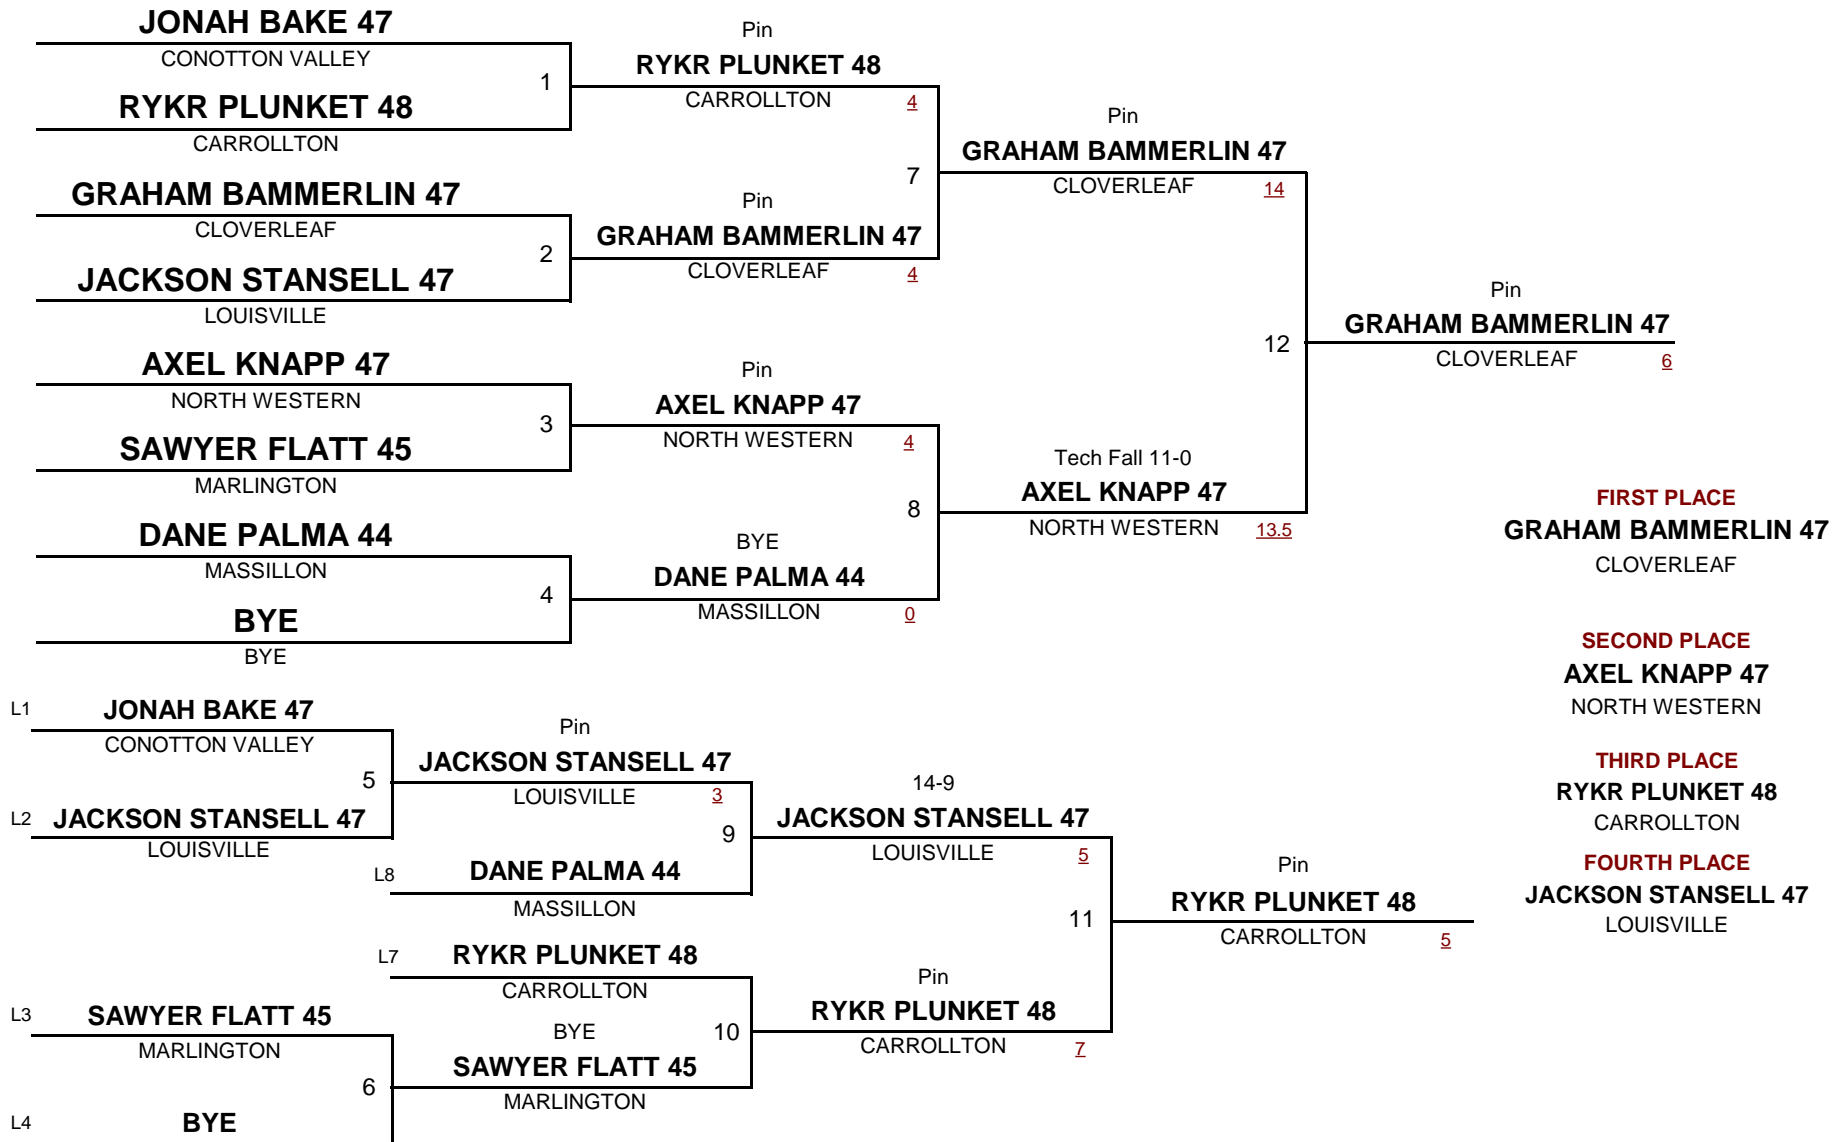 JONAH BAKE 47
CONOTTON VALLEY
1
RYKR PLUNKET 48
CARROLLTON
GRAHAM BAMMERLIN 47
CLOVERLEAF
2
JACKSON STANSELL 47
LOUISVILLE
AXEL KNAPP 47
NORTH WESTERN
3
SAWYER FLATT 45
MARLINGTON
DANE PALMA 44
MASSILLON
4
BYE
BYE
Pin
RYKR PLUNKET 48
CARROLLTON 4
7
Pin
GRAHAM BAMMERLIN 47
CLOVERLEAF 4
Pin
AXEL KNAPP 47
NORTH WESTERN 4
8
BYE
DANE PALMA 44
MASSILLON 0
Pin
GRAHAM BAMMERLIN 47
CLOVERLEAF 14
12
Tech Fall 11-0
AXEL KNAPP 47
NORTH WESTERN 13.5
Pin
GRAHAM BAMMERLIN 47
CLOVERLEAF 6
L1 JONAH BAKE 47
CONOTTON VALLEY
5
L2 JACKSON STANSELL 47
LOUISVILLE
L3 SAWYER FLATT 45
MARLINGTON
6
L4 BYE
Pin
JACKSON STANSELL 47
LOUISVILLE 3
9
L8 DANE PALMA 44
MASSILLON
L7 RYKR PLUNKET 48
CARROLLTON
10
BYE
SAWYER FLATT 45
MARLINGTON
14-9
JACKSON STANSELL 47
LOUISVILLE 5
11
Pin
RYKR PLUNKET 48
CARROLLTON 7
Pin
RYKR PLUNKET 48
CARROLLTON 5
FIRST PLACE
GRAHAM BAMMERLIN 47
CLOVERLEAF
SECOND PLACE
AXEL KNAPP 47
NORTH WESTERN
THIRD PLACE
RYKR PLUNKET 48
CARROLLTON
FOURTH PLACE
JACKSON STANSELL 47
LOUISVILLE